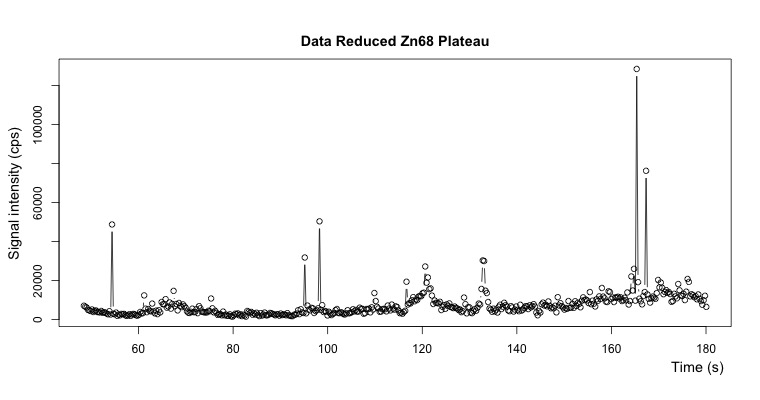 Data Reduced Zn68 Plateau
Signal intensity (cps)
100000
60000
20000
0
60 80 100 120 140 160 180
Time (s)